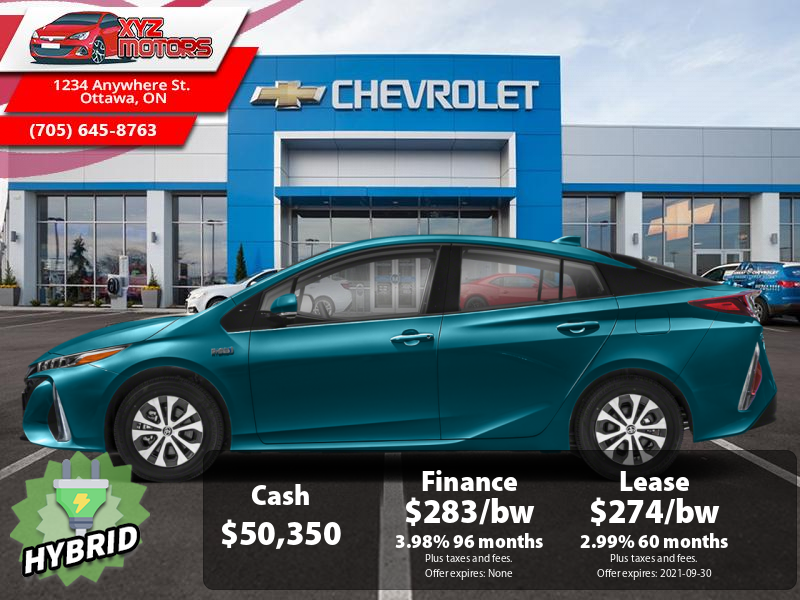 XYZ
MOTORS
1234 Anywhere St.
Ottawa, ON
(705) 645-8763
CHEVROLET
HYBRID
Cash
$50,350
Finance
$283/bw
3.98% 96 months
Plus taxes and fees.
Offer expires: None
Lease
$274/bw
2.99% 60 months
Plus taxes and fees.
Offer expires: 2021-09-30